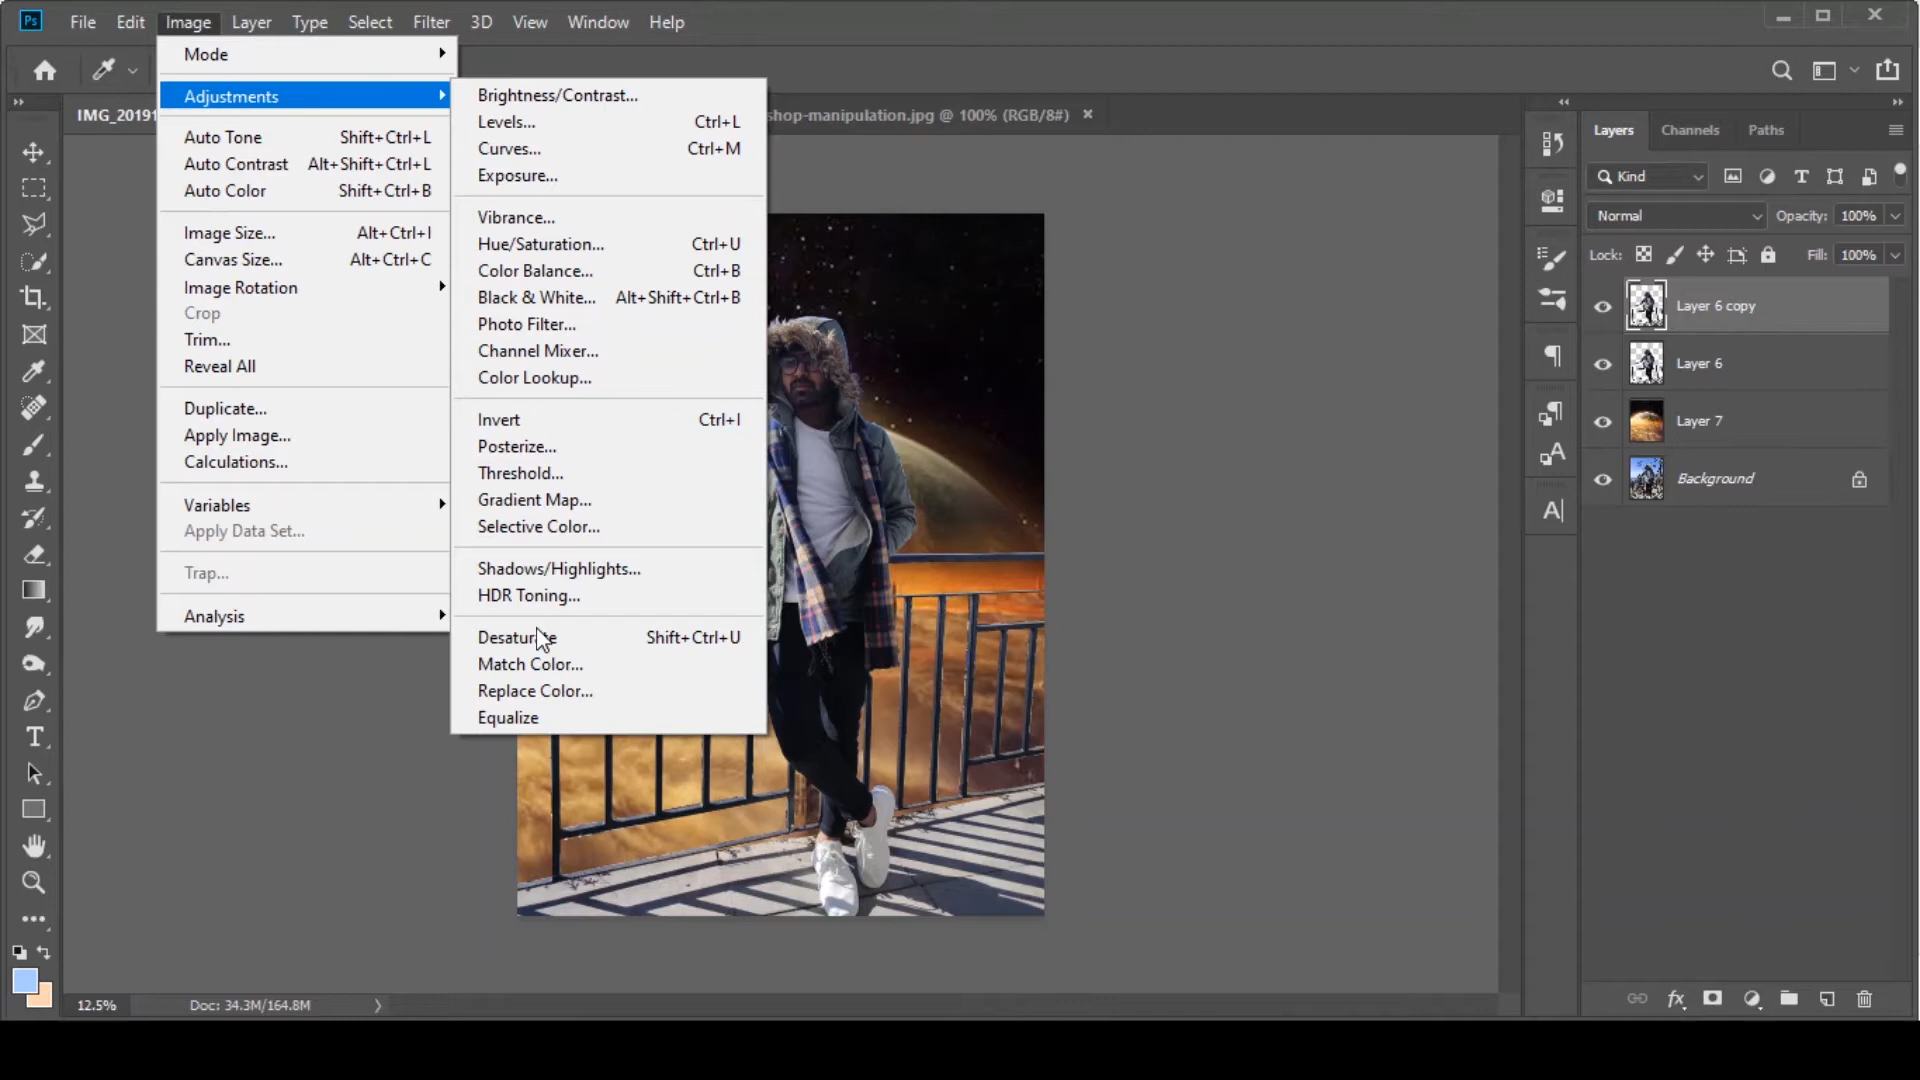 Ps File Edit Image Layer Type Select Filter 3D View Window Help
Mode
Adjustments
Auto Tone Shift+Ctrl+L
Auto Contrast Alt+Shift+Ctrl+L
Auto Color Shift+Ctrl+B
Image Size... Alt+Ctrl+I
Canvas Size... Alt+Ctrl+C
Image Rotation
Crop
Trim...
Reveal All
Duplicate...
Apply Image...
Calculations...
Variables
Apply Data Set...
Trap...
Analysis
Brightness/Contrast...
Levels... Ctrl+L
Curves... Ctrl+M
Exposure...
Vibrance...
Hue/Saturation... Ctrl+U
Color Balance... Ctrl+B
Black & White... Alt+Shift+Ctrl+B
Photo Filter...
Channel Mixer...
Color Lookup...
Invert Ctrl+I
Posterize...
Threshold...
Gradient Map...
Selective Color...
Shadows/Highlights...
HDR Toning...
Desaturate Shift+Ctrl+U
Match Color...
Replace Color...
Equalize
IMG_20191
shop-manipulation.jpg @ 100% (RGB/8#) ×
Layers Channels Paths
Kind
Normal Opacity: 100%
Lock: Fill: 100%
Layer 6 copy
Layer 6
Layer 7
Background
12.5% Doc: 34.3M/164.8M